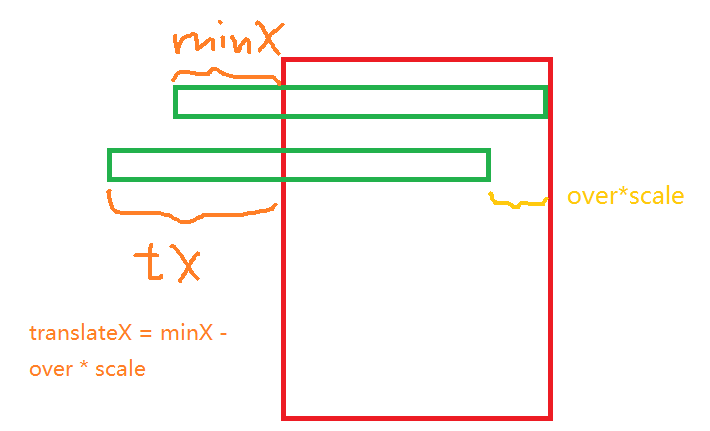 minX
over*scale
tX
translateX = minX -
over * scale